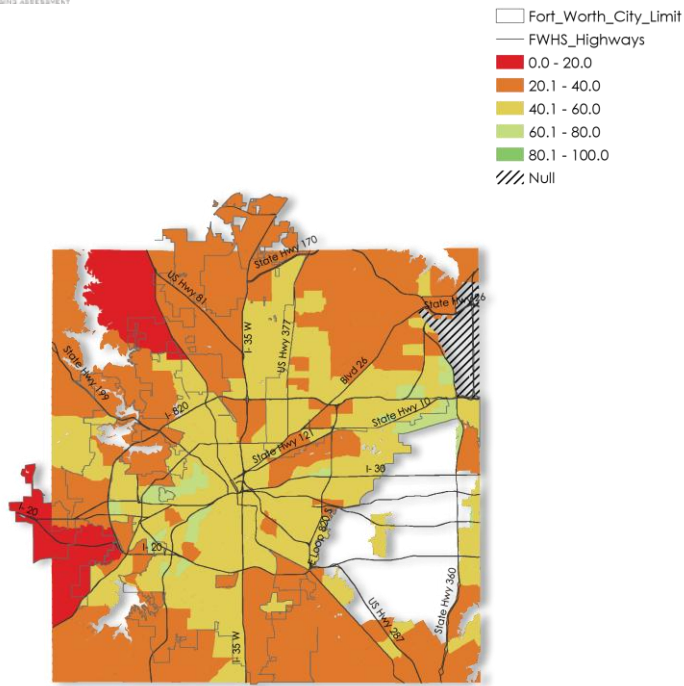 Fort_Worth_City_Limit
FWHS_Highways
0.0 - 20.0
20.1 - 40.0
40.1 - 60.0
60.1 - 80.0
80.1 - 100.0
Null
State Hwy 170
US Hwy 81
State Hwy 26
I- 35 W
US Hwy 377
State Hwy 199
Blvd 26
I- 820
State Hwy 10
State Hwy 121
I- 30
I- 20
E Loop 820 S
I- 20
State Hwy 360
US Hwy 287
I- 35 W